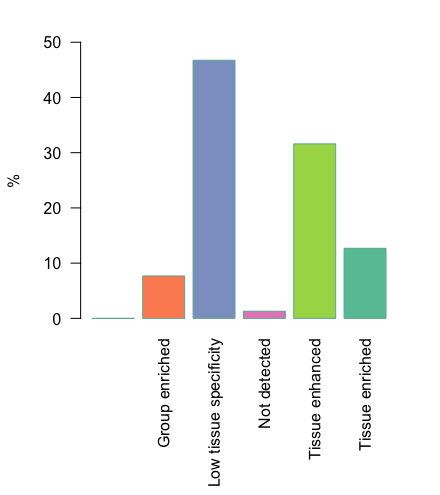 50
40
30
20
10
0
%
Group enriched
Low tissue specificity
Not detected
Tissue enhanced
Tissue enriched